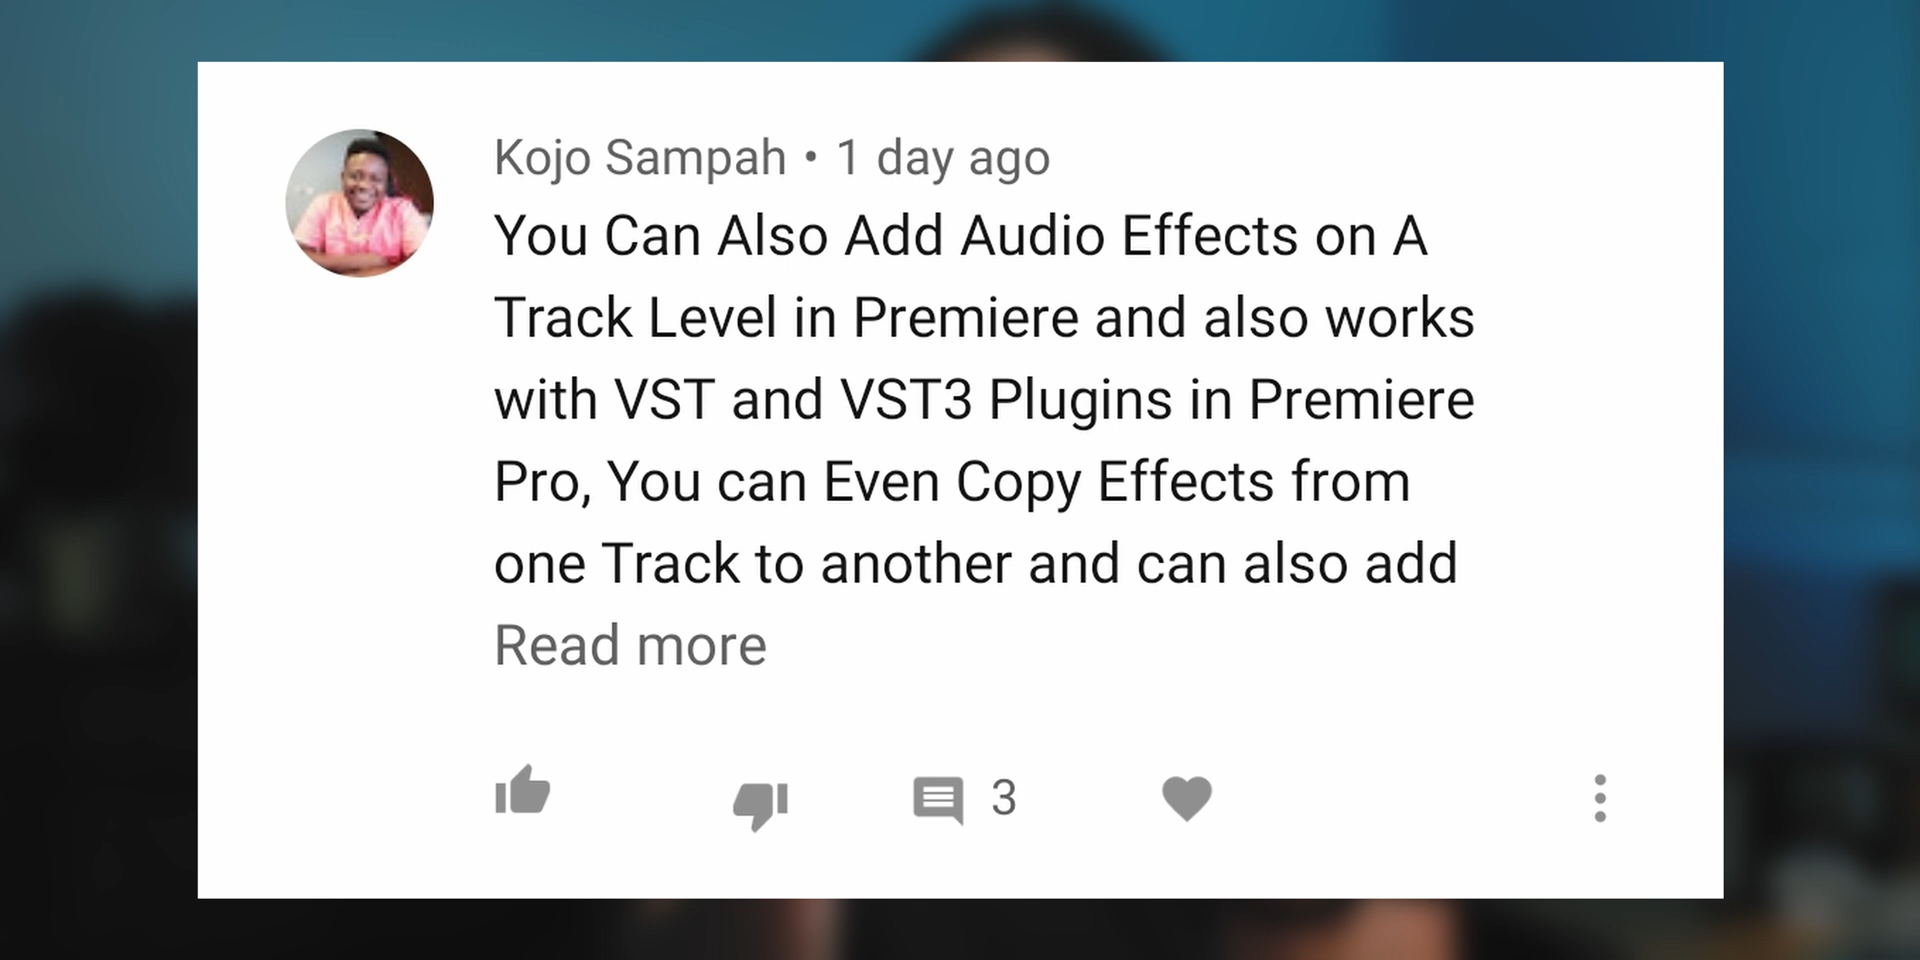 Kojo Sampah • 1 day ago
You Can Also Add Audio Effects on A
Track Level in Premiere and also works
with VST and VST3 Plugins in Premiere
Pro, You can Even Copy Effects from
one Track to another and can also add
Read more
3